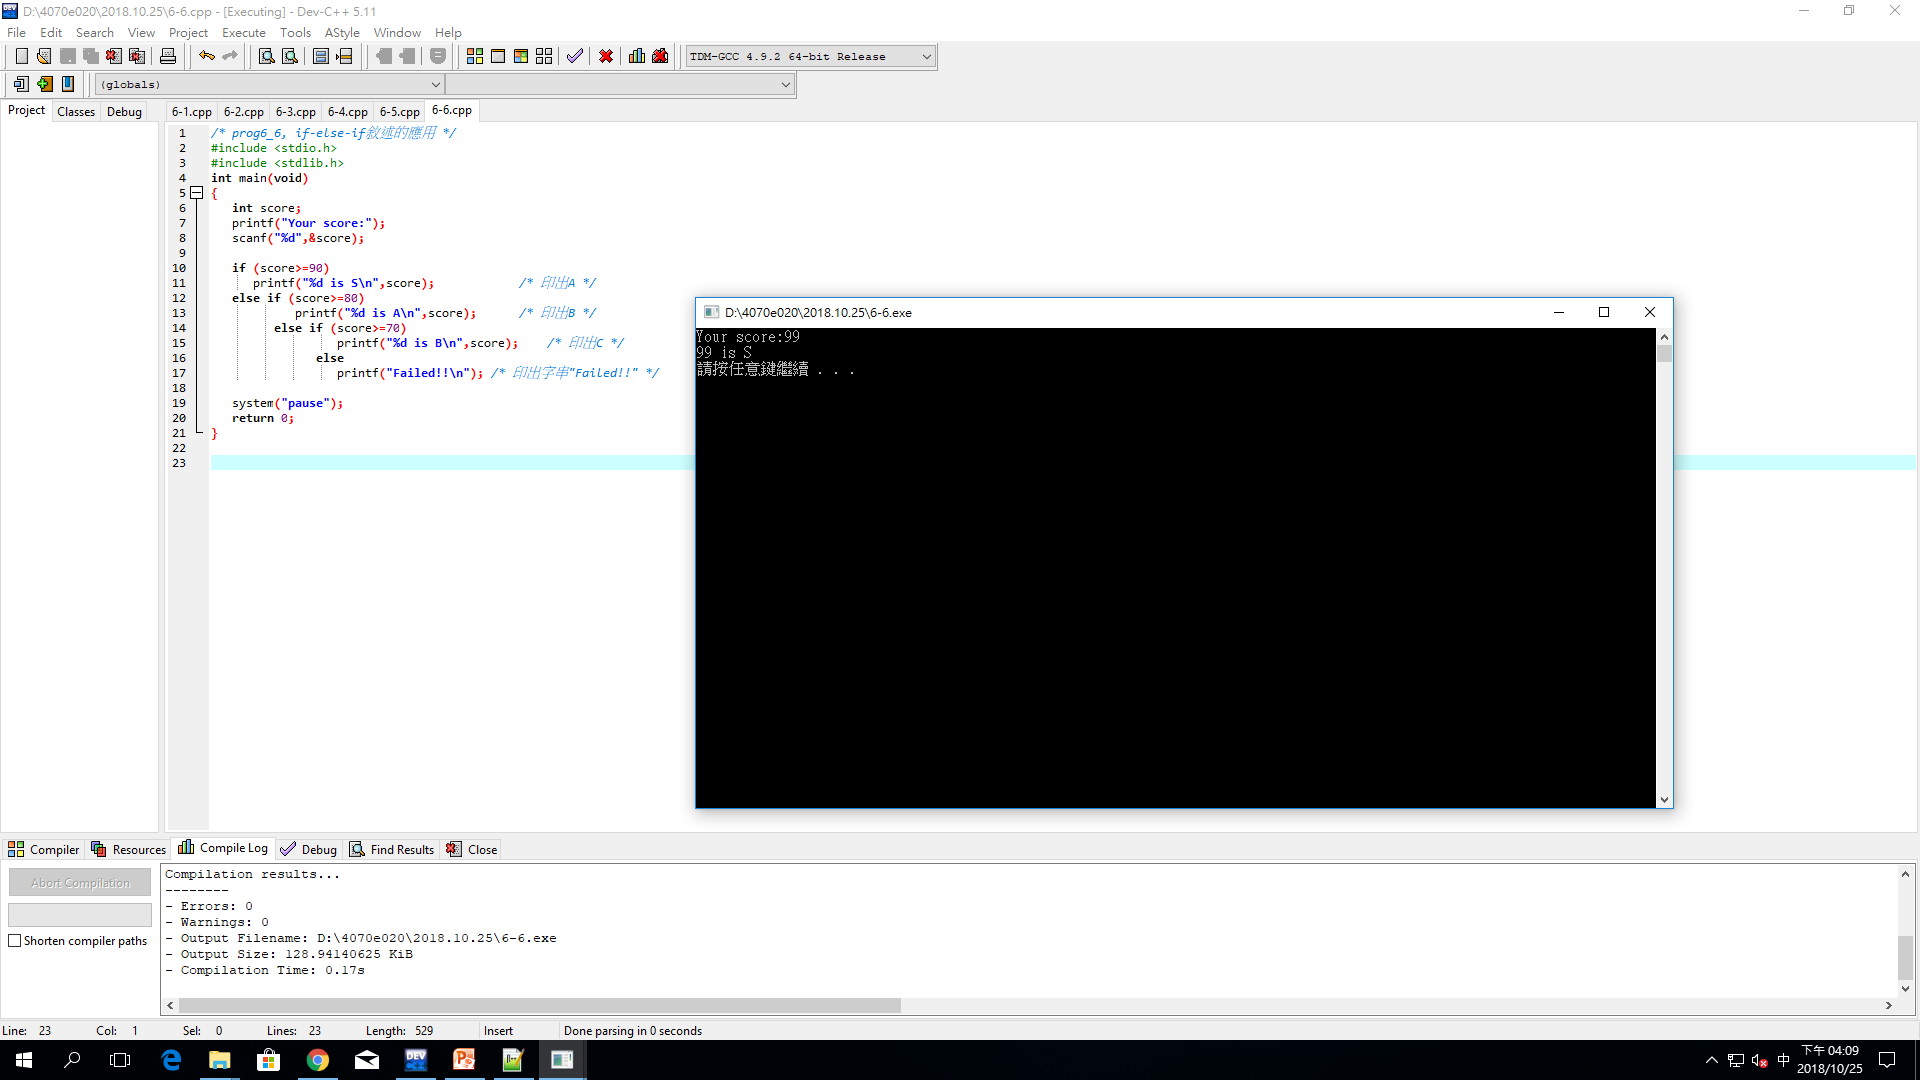 D:\4070e020\2018.10.25\6-6.cpp - [Executing] - Dev-C++ 5.11
File Edit Search View Project Execute Tools AStyle Window Help
TDM-GCC 4.9.2 64-bit Release
(globals)
Project Classes Debug 6-1.cpp 6-2.cpp 6-3.cpp 6-4.cpp 6-5.cpp 6-6.cpp
1 /* prog6_6, if-else-if敘述的應用 */
2 #include <stdio.h>
3 #include <stdlib.h>
4 int main(void)
5 {
6 int score;
7 printf("Your score:");
8 scanf("%d",&score);
9
10 if (score>=90)
11 printf("%d is S\n",score); /* 印出A */
12 else if (score>=80)
13 printf("%d is A\n",score); /* 印出B */
14 else if (score>=70)
15 printf("%d is B\n",score); /* 印出C */
16 else
17 printf("Failed!!\n"); /* 印出字串"Failed!!" */
18
19 system("pause");
20 return 0;
21 }
22
23
D:\4070e020\2018.10.25\6-6.exe
Your score:99
99 is S
請按任意鍵繼續 . . .
Compiler Resources Compile Log Debug Find Results Close
Abort Compilation
Shorten compiler paths
Compilation results...
--------
- Errors: 0
- Warnings: 0
- Output Filename: D:\4070e020\2018.10.25\6-6.exe
- Output Size: 128.94140625 KiB
- Compilation Time: 0.17s
Line: 23 Col: 1 Sel: 0 Lines: 23 Length: 529 Insert Done parsing in 0 seconds
DEV
中
下午 04:09
2018/10/25